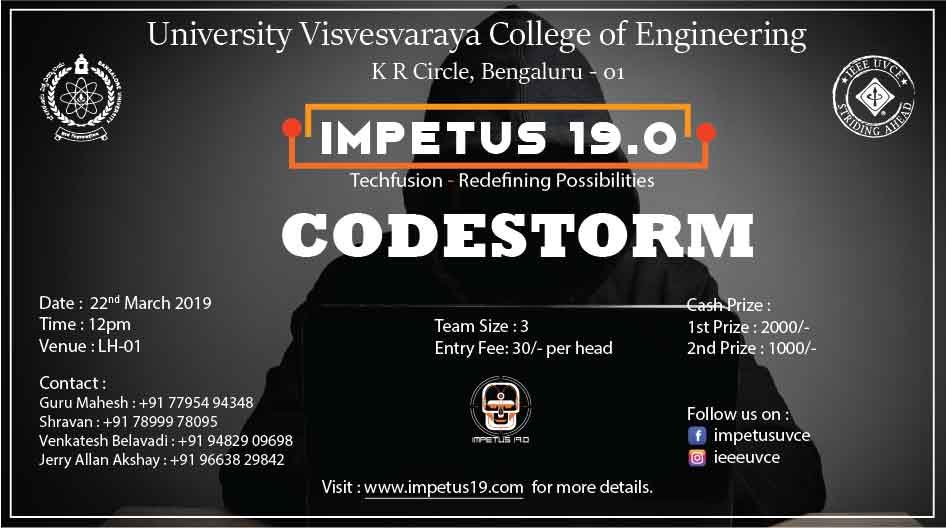 University Visvesvaraya College of Engineering
K R Circle, Bengaluru - 01
BANGALORE UNIVERSITY
IEEE UVCE
STRIDING AHEAD
IMPETUS 19.0
Techfusion - Redefining Possibilities
CODESTORM
Date : 22nd March 2019
Time : 12pm
Venue : LH-01
Team Size : 3
Entry Fee: 30/- per head
Cash Prize :
1st Prize : 2000/-
2nd Prize : 1000/-
Contact :
Guru Mahesh : +91 77954 94348
Shravan : +91 78999 78095
Venkatesh Belavadi : +91 94829 09698
Jerry Allan Akshay : +91 96638 29842
IMPETUS 19.0
Follow us on :
impetusuvce
ieeeuvce
Visit : www.impetus19.com for more details.